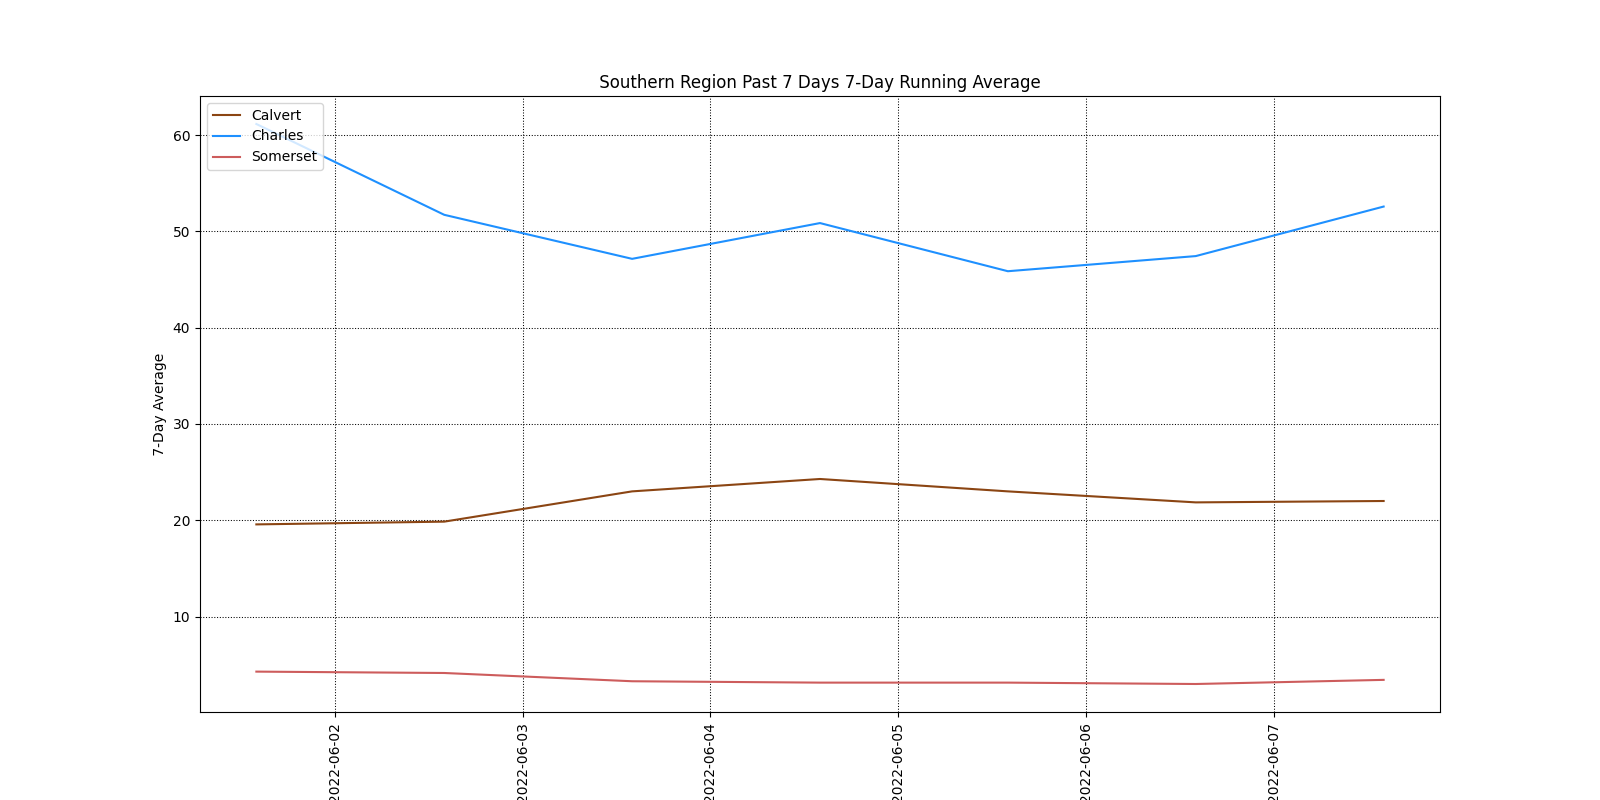 Southern Region Past 7 Days 7-Day Running Average
Calvert
Charles
Somerset
60
50
40
30
20
10
7-Day Average
2022-06-02
2022-06-03
2022-06-04
2022-06-05
2022-06-06
2022-06-07